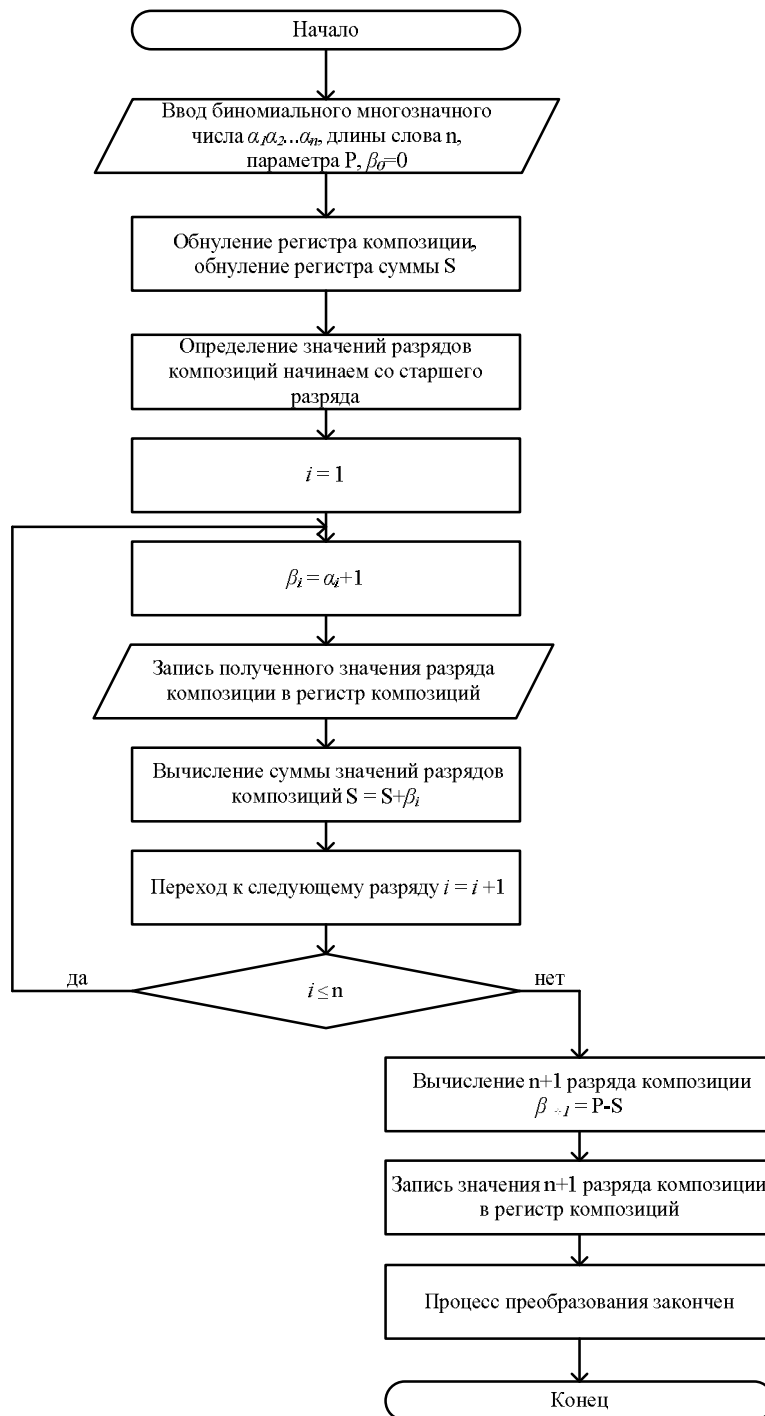 Начало
Ввод биномиального многозначного
числа α₁α₂...αₙ, длины слова n,
параметра P, β₀=0
Обнуление регистра композиции,
обнуление регистра суммы S
Определение значений разрядов
композиций начинаем со старшего
разряда
i = 1
βᵢ = αᵢ+1
Запись полученного значения разряда
композиции в регистр композиций
Вычисление суммы значений разрядов
композиций S = S+βᵢ
Переход к следующему разряду i = i +1
да
i ≤ n
нет
Вычисление n+1 разряда композиции
β ₊₁ = P-S
Запись значения n+1 разряда композиции
в регистр композиций
Процесс преобразования закончен
Конец